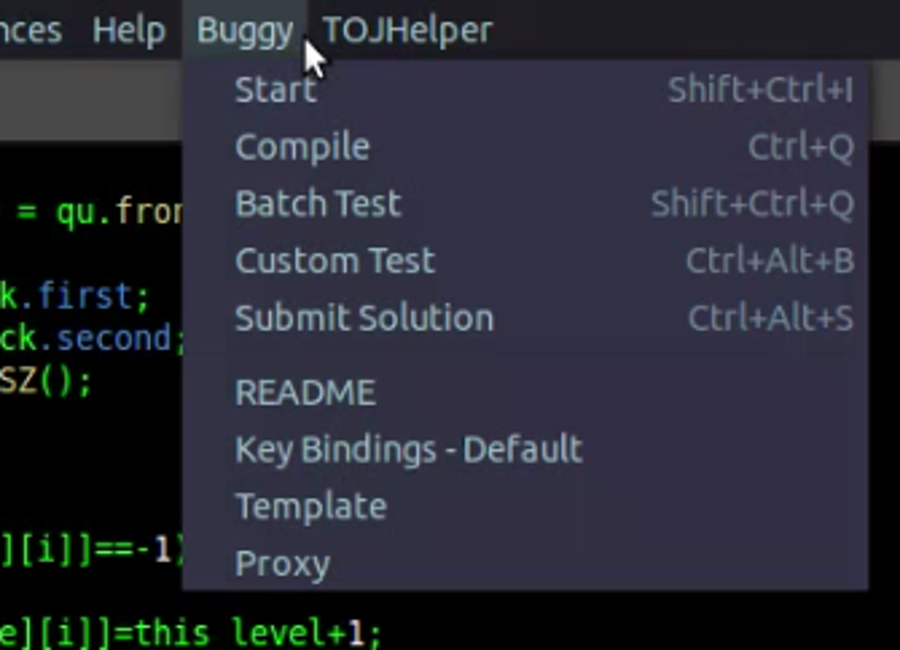 nces Help Buggy TOJHelper
Start Shift+Ctrl+I
Compile Ctrl+Q
= qu.fron
Batch Test Shift+Ctrl+Q
Custom Test Ctrl+Alt+B
k.first;
Submit Solution Ctrl+Alt+S
ck.second;
SZ();
README
Key Bindings - Default
Template
][i]]==-1)
Proxy
e][i]]=this level+1;